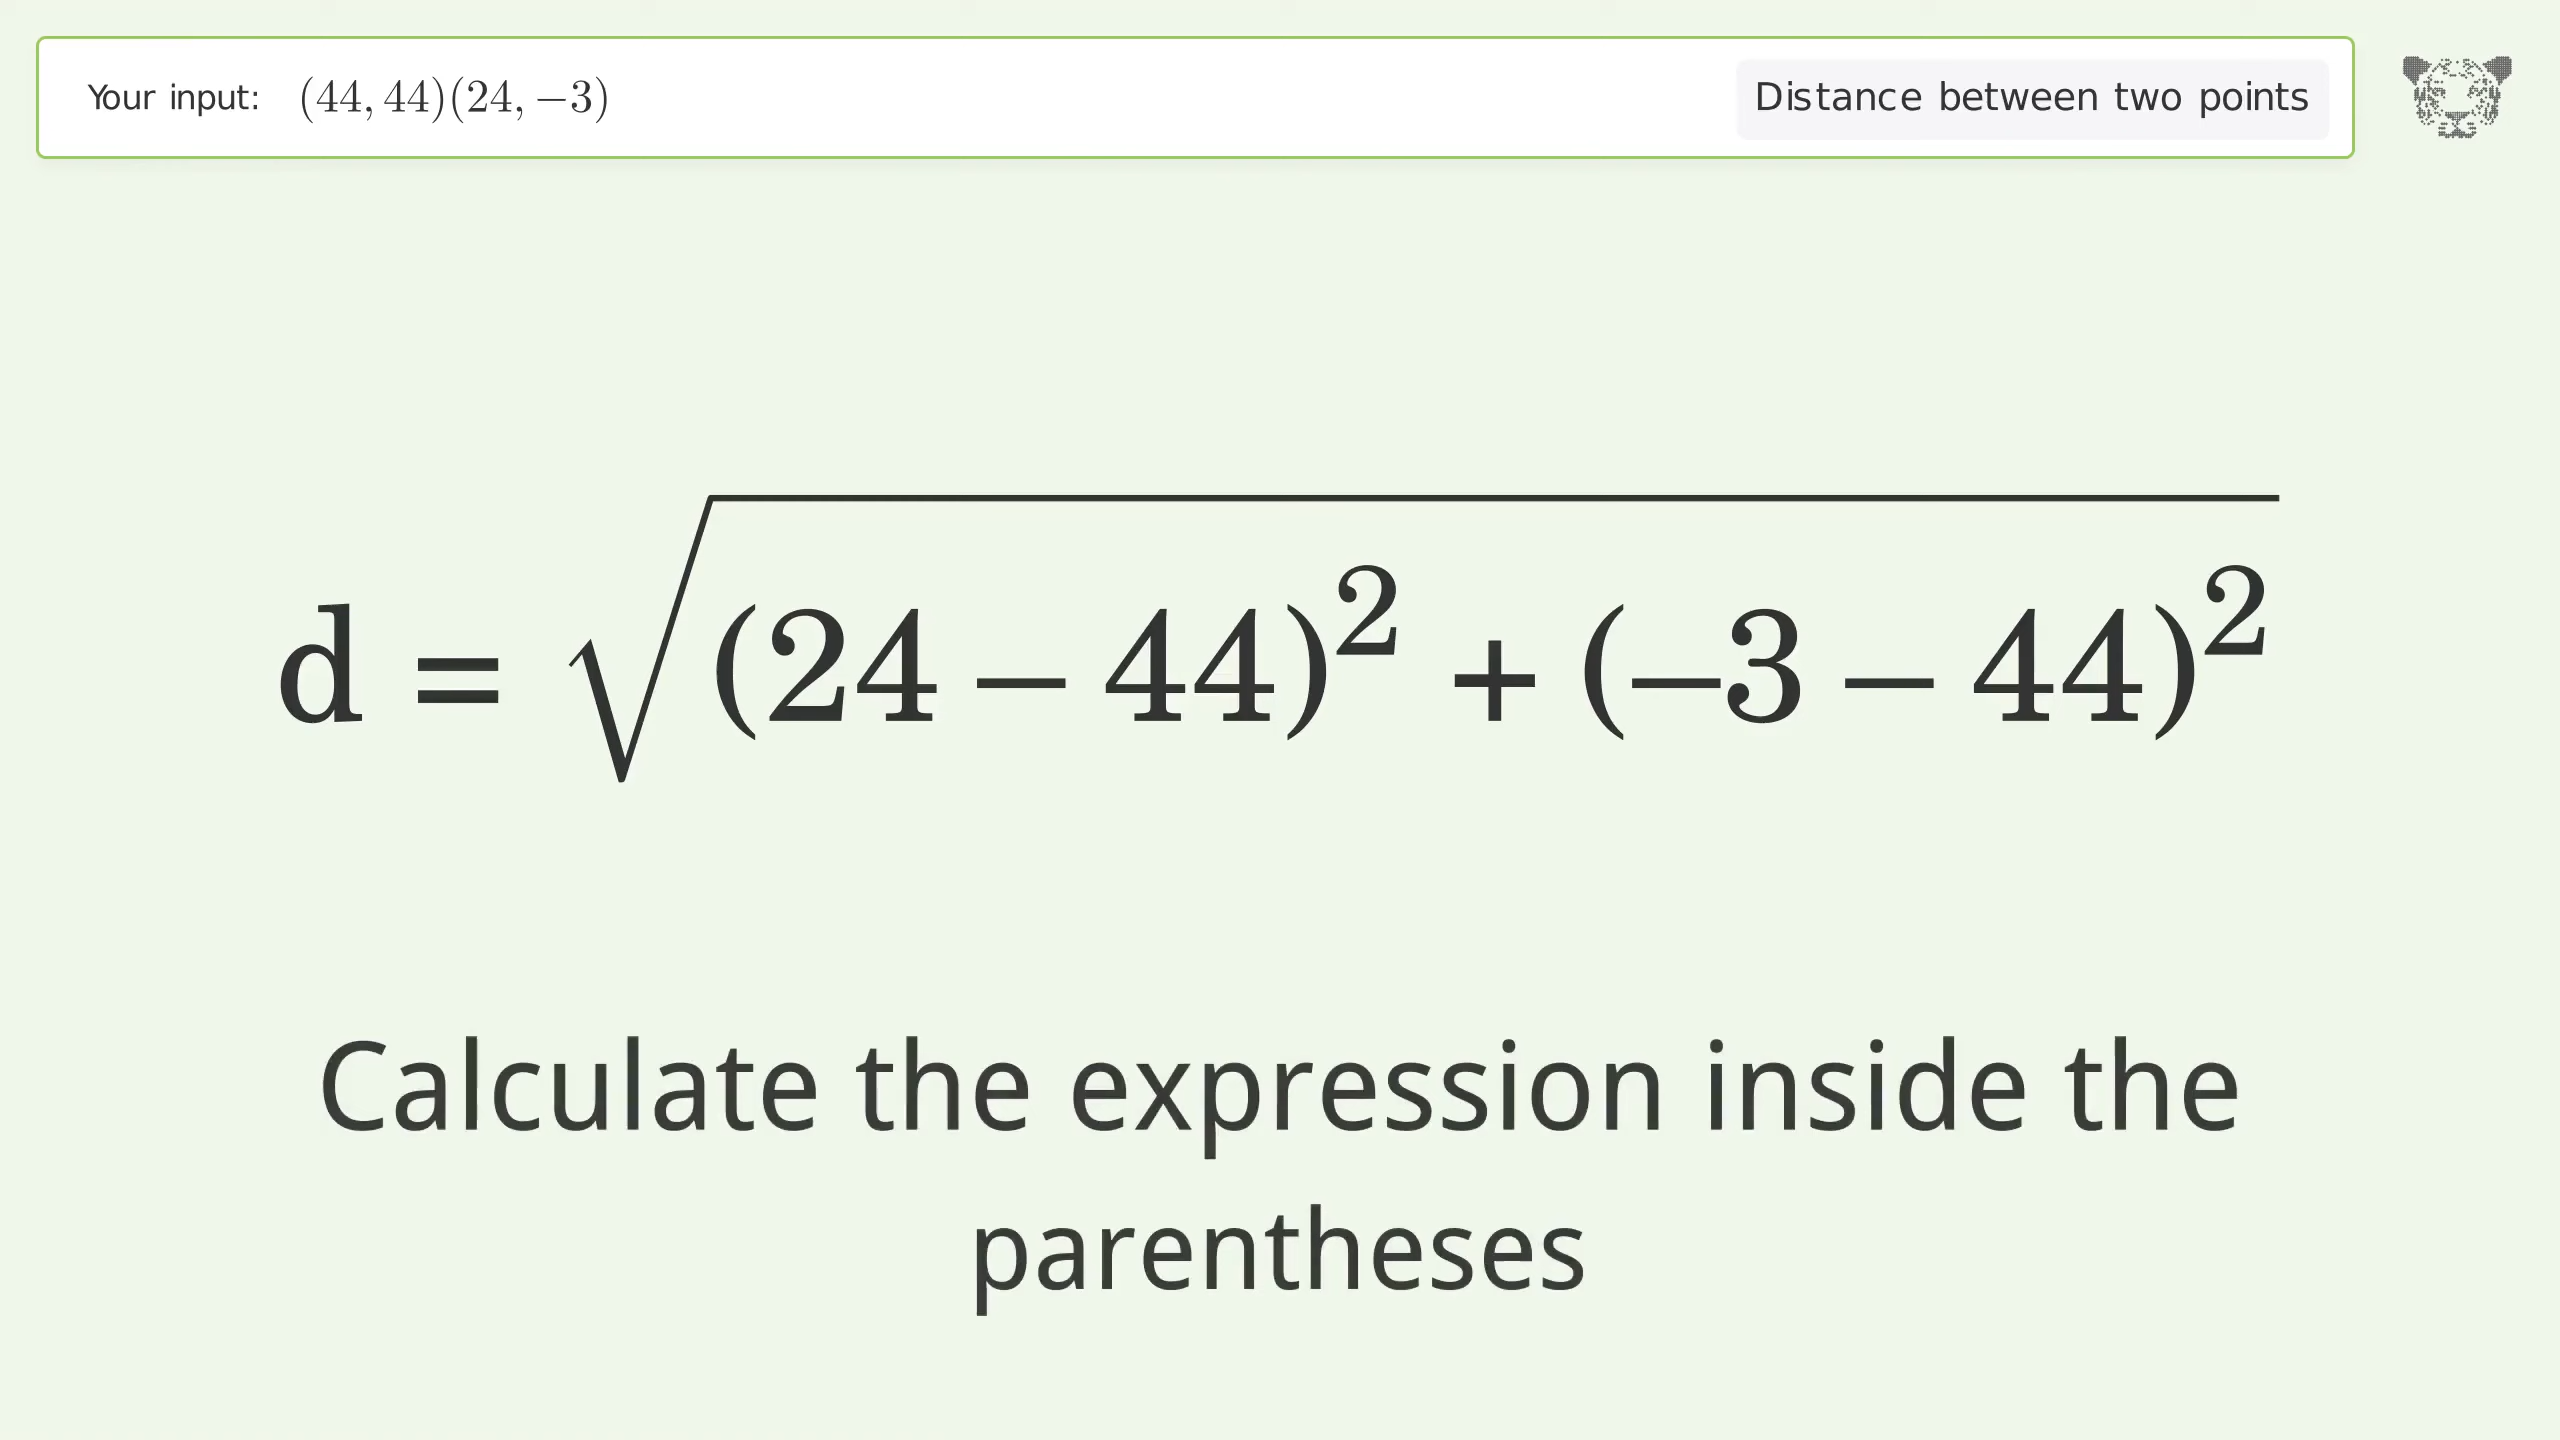 Your input: (44, 44)(24, −3)
Distance between two points
d = √(24 − 44)² + (−3 − 44)²
Calculate the expression inside the
parentheses